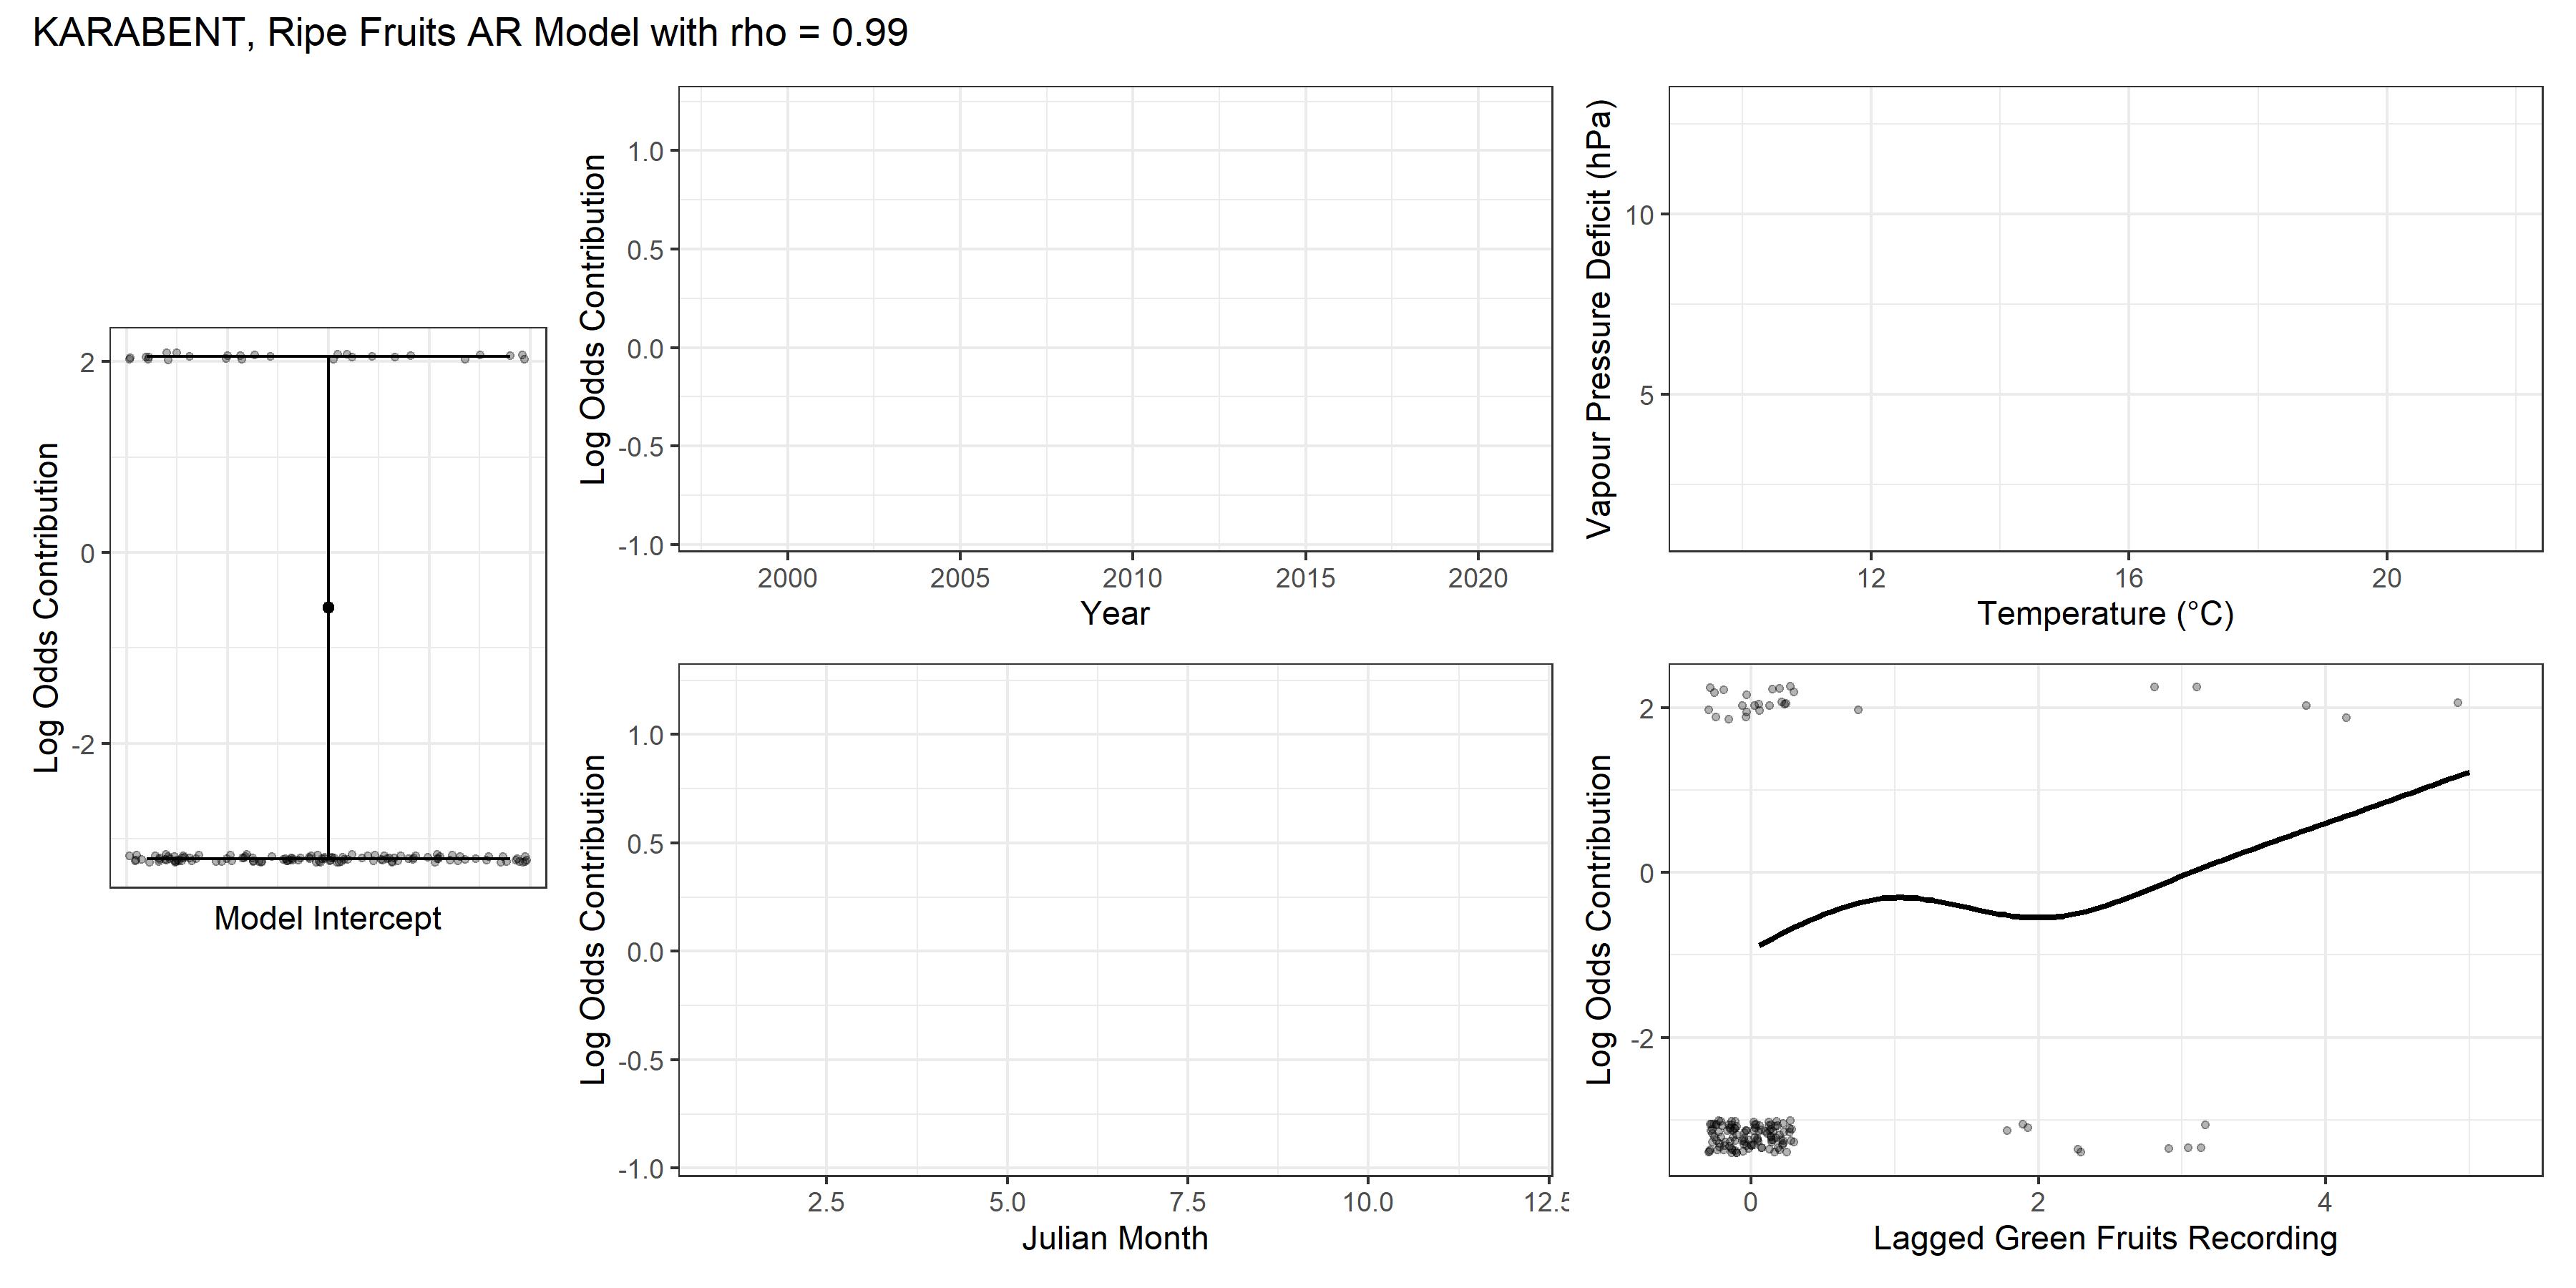 KARABENT, Ripe Fruits AR Model with rho = 0.99
Log Odds Contribution
2
0
-2
Model Intercept
Log Odds Contribution
1.0
0.5
0.0
-0.5
-1.0
2000 2005 2010 2015 2020
Year
Vapour Pressure Deficit (hPa)
10
5
12 16 20
Temperature (°C)
Log Odds Contribution
1.0
0.5
0.0
-0.5
-1.0
2.5 5.0 7.5 10.0 12.5
Julian Month
Log Odds Contribution
2
0
-2
0 2 4
Lagged Green Fruits Recording